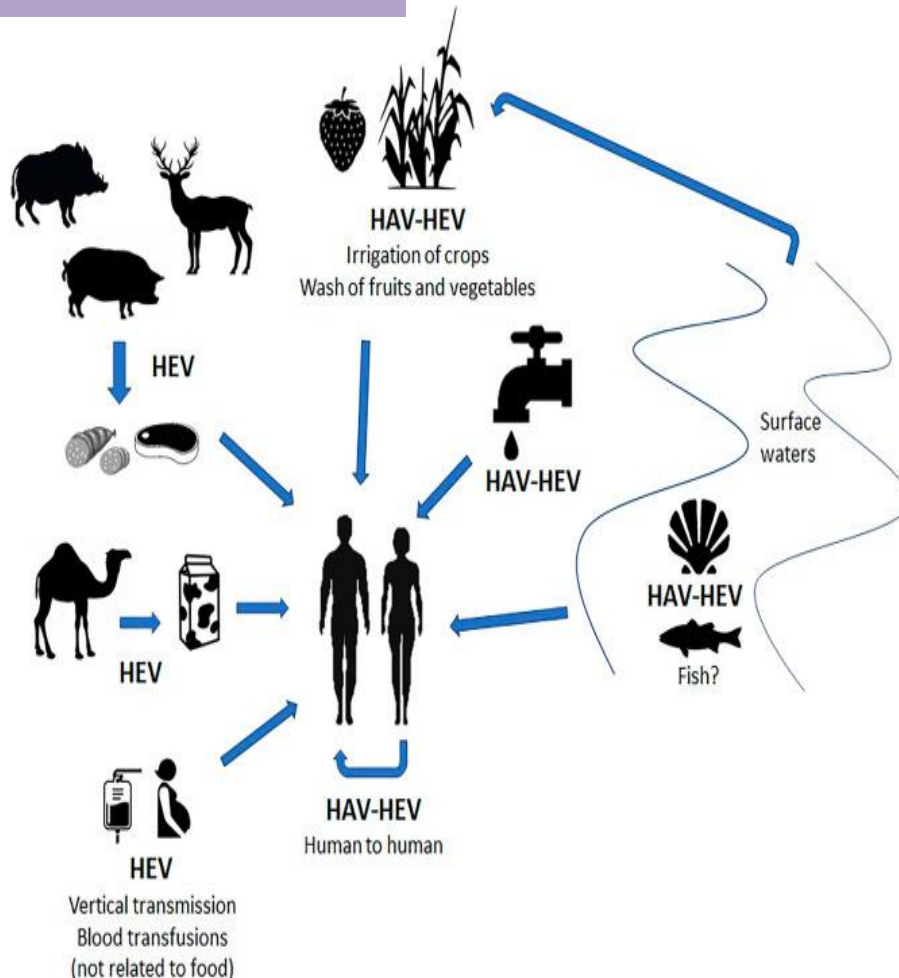 HAV-HEV
Irrigation of crops
Wash of fruits and vegetables
HEV
HAV-HEV
Surface
waters
HAV-HEV
Fish?
HEV
HAV-HEV
Human to human
HEV
Vertical transmission
Blood transfusions
(not related to food)